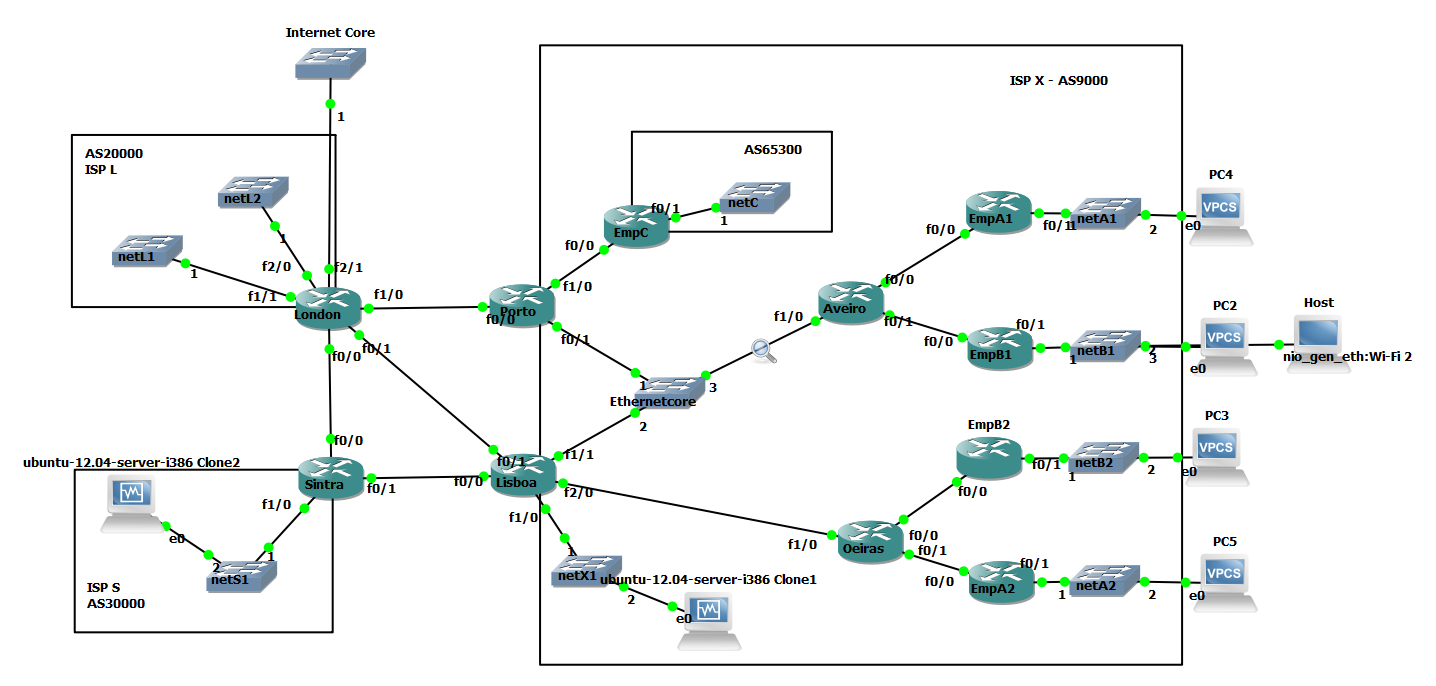 Internet Core
1
ISP X - AS9000
AS20000
ISP L
AS65300
PC4
netL2
netC
VPCS
f0/1
1
EmpA1
netA1
f0/1
1
2
e0
1
EmpC
f0/0
netL1
1
f2/0
f2/1
f0/0
f0/0
f1/1
f1/0
f1/0
London
f0/0
Porto
f1/0
Aveiro
PC2
Host
f0/1
f0/1
f0/1
f0/1
VPCS
f0/0
f0/0
EmpB1
netB1
1
2
3
nio_gen_eth:Wi-Fi 2
e0
1
3
Ethernetcore
2
PC3
EmpB2
f0/0
f1/1
VPCS
ubuntu-12.04-server-i386 Clone2
f0/1
f0/1
netB2
1
2
e0
Sintra
f0/1
f0/0
Lisboa
f2/0
f0/0
f1/0
f1/0
f0/0
PC5
e0
1
1
f1/0
Oeiras
f0/1
f0/1
VPCS
2
netS1
netX1
ubuntu-12.04-server-i386 Clone1
f0/0
EmpA2
netA2
1
2
e0
ISP S
AS30000
2
e0